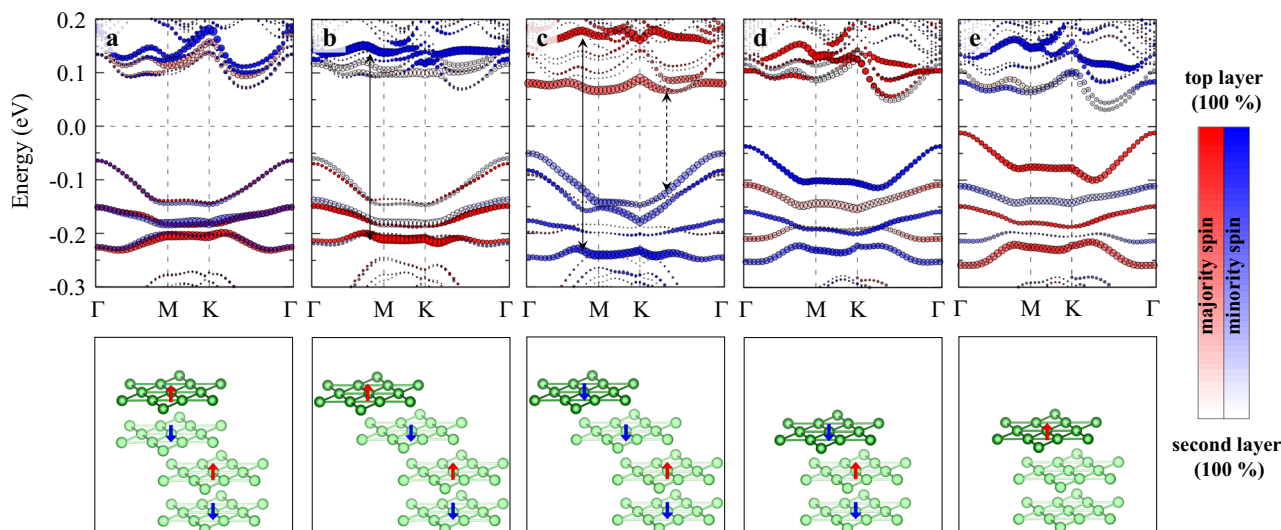 0.2
0.1
0.0
-0.1
-0.2
-0.3
Energy (eV)
a
b
c
d
e
Γ M K Γ
Γ M K Γ
Γ M K Γ
Γ M K Γ
Γ M K Γ
top layer
(100 %)
majority spin
minority spin
second layer
(100 %)